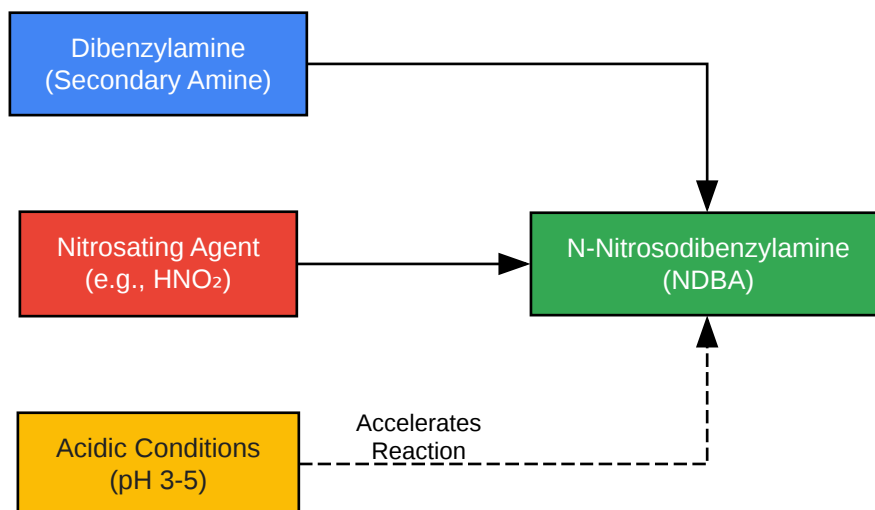 Dibenzylamine
(Secondary Amine)
Nitrosating Agent
(e.g., HNO₂)
N-Nitrosodibenzylamine
(NDBA)
Accelerates
Reaction
Acidic Conditions
(pH 3-5)